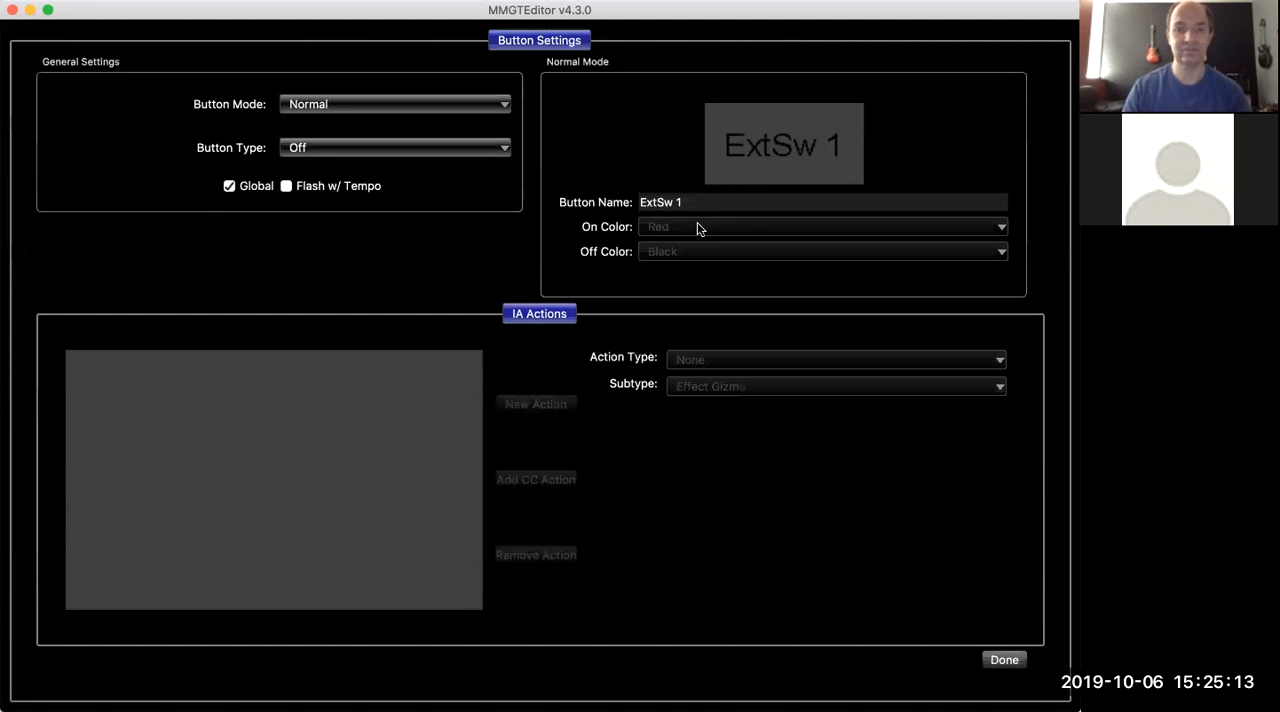 MMGTEditor v4.3.0
Button Settings
General Settings
Button Mode: Normal
Button Type: Off
Global Flash w/ Tempo
Normal Mode
ExtSw 1
Button Name: ExtSw 1
On Color: Red
Off Color: Black
IA Actions
New Action
Add CC Action
Remove Action
Action Type: None
Subtype: Effect Gizmo
Done
2019-10-06 15:25:13